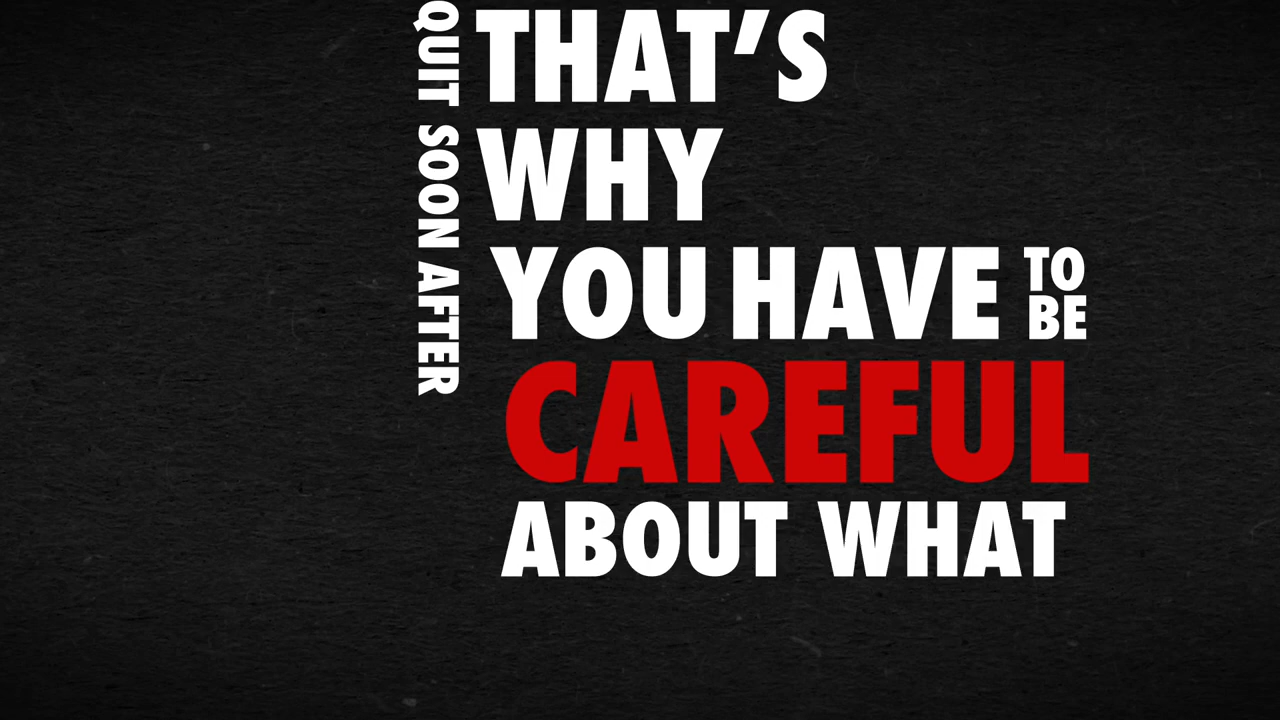 QUIT SOON AFTER
THAT'S
WHY
YOU HAVE TO BE
CAREFUL
ABOUT WHAT